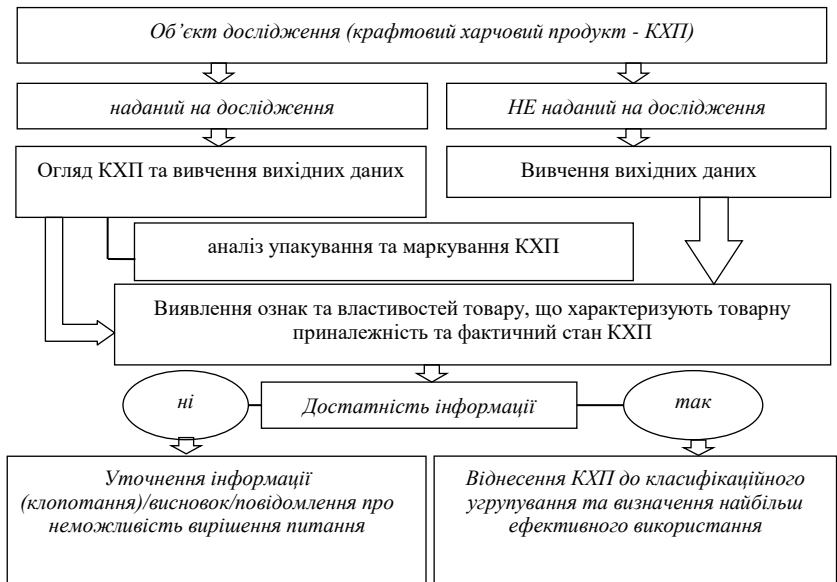 Об’єкт дослідження (крафтовий харчовий продукт - КХП)
наданий на дослідження
НЕ наданий на дослідження
Огляд КХП та вивчення вихідних даних
Вивчення вихідних даних
аналіз упакування та маркування КХП
Виявлення ознак та властивостей товару, що характеризують товарну
приналежність та фактичний стан КХП
ні
Достатність інформації
так
Уточнення інформації
(клопотання)/висновок/повідомлення про
неможливість вирішення питання
Віднесення КХП до класифікаційного
угрупування та визначення найбільш
ефективного використання